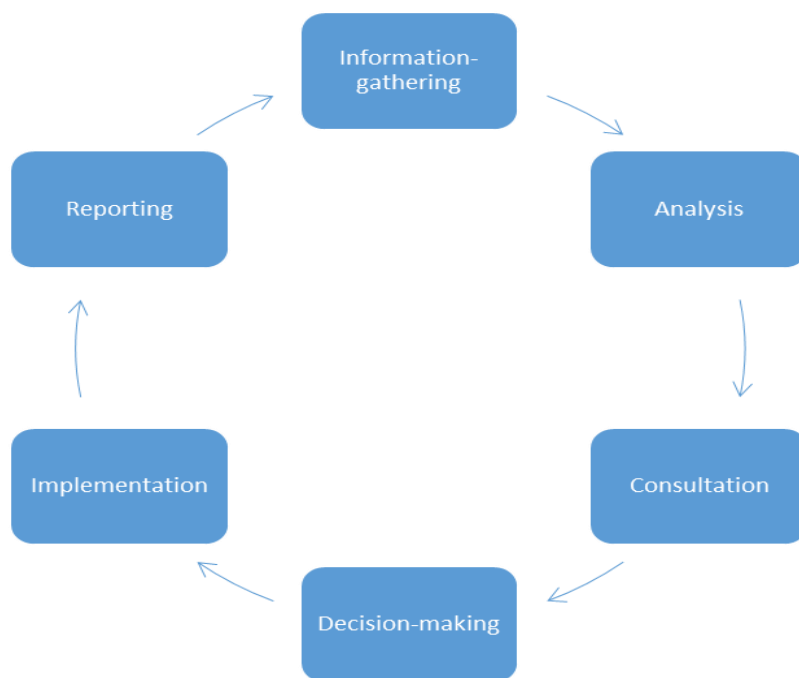 Information-
gathering
Analysis
Consultation
Decision-making
Implementation
Reporting